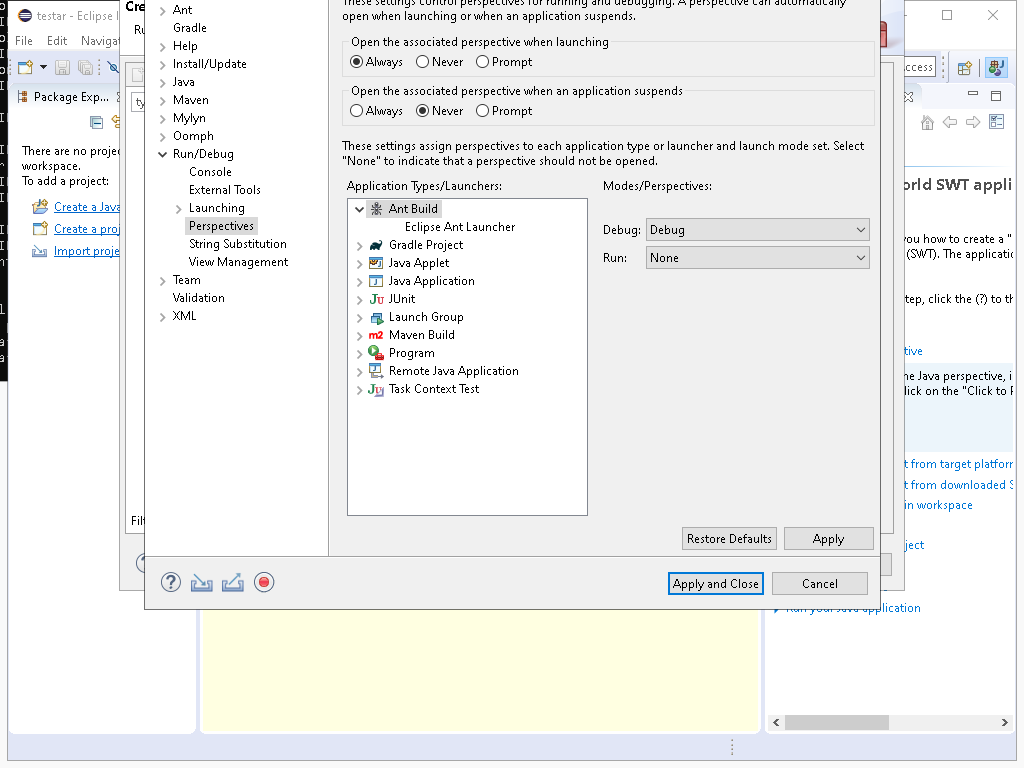 testar - Eclipse
File Edit Naviga
Package Exp...
There are no proje
workspace.
To add a project:
Create a Java
Create a proj
Import proje
Cre
Ru
ty
Filt
Ant
Gradle
Help
Install/Update
Java
Maven
Mylyn
Oomph
Run/Debug
Console
External Tools
Launching
Perspectives
String Substitution
View Management
Team
Validation
XML
These settings control perspectives for running and debugging. A perspective can automatically
open when launching or when an application suspends.
Open the associated perspective when launching
Always Never Prompt
Open the associated perspective when an application suspends
Always Never Prompt
These settings assign perspectives to each application type or launcher and launch mode set. Select
"None" to indicate that a perspective should not be opened.
Application Types/Launchers:
Modes/Perspectives:
Ant Build
Eclipse Ant Launcher
Gradle Project
Java Applet
Java Application
JUnit
Launch Group
Maven Build
Program
Remote Java Application
Task Context Test
Debug: Debug
Run: None
Restore Defaults
Apply
Apply and Close
Cancel
ccess
orld SWT appli
you how to create a "
(SWT). The applicatio
tep, click the (?) to th
tive
he Java perspective, i
lick on the "Click to P
t from target platform
t from downloaded S
in workspace
ject
Run your Java application